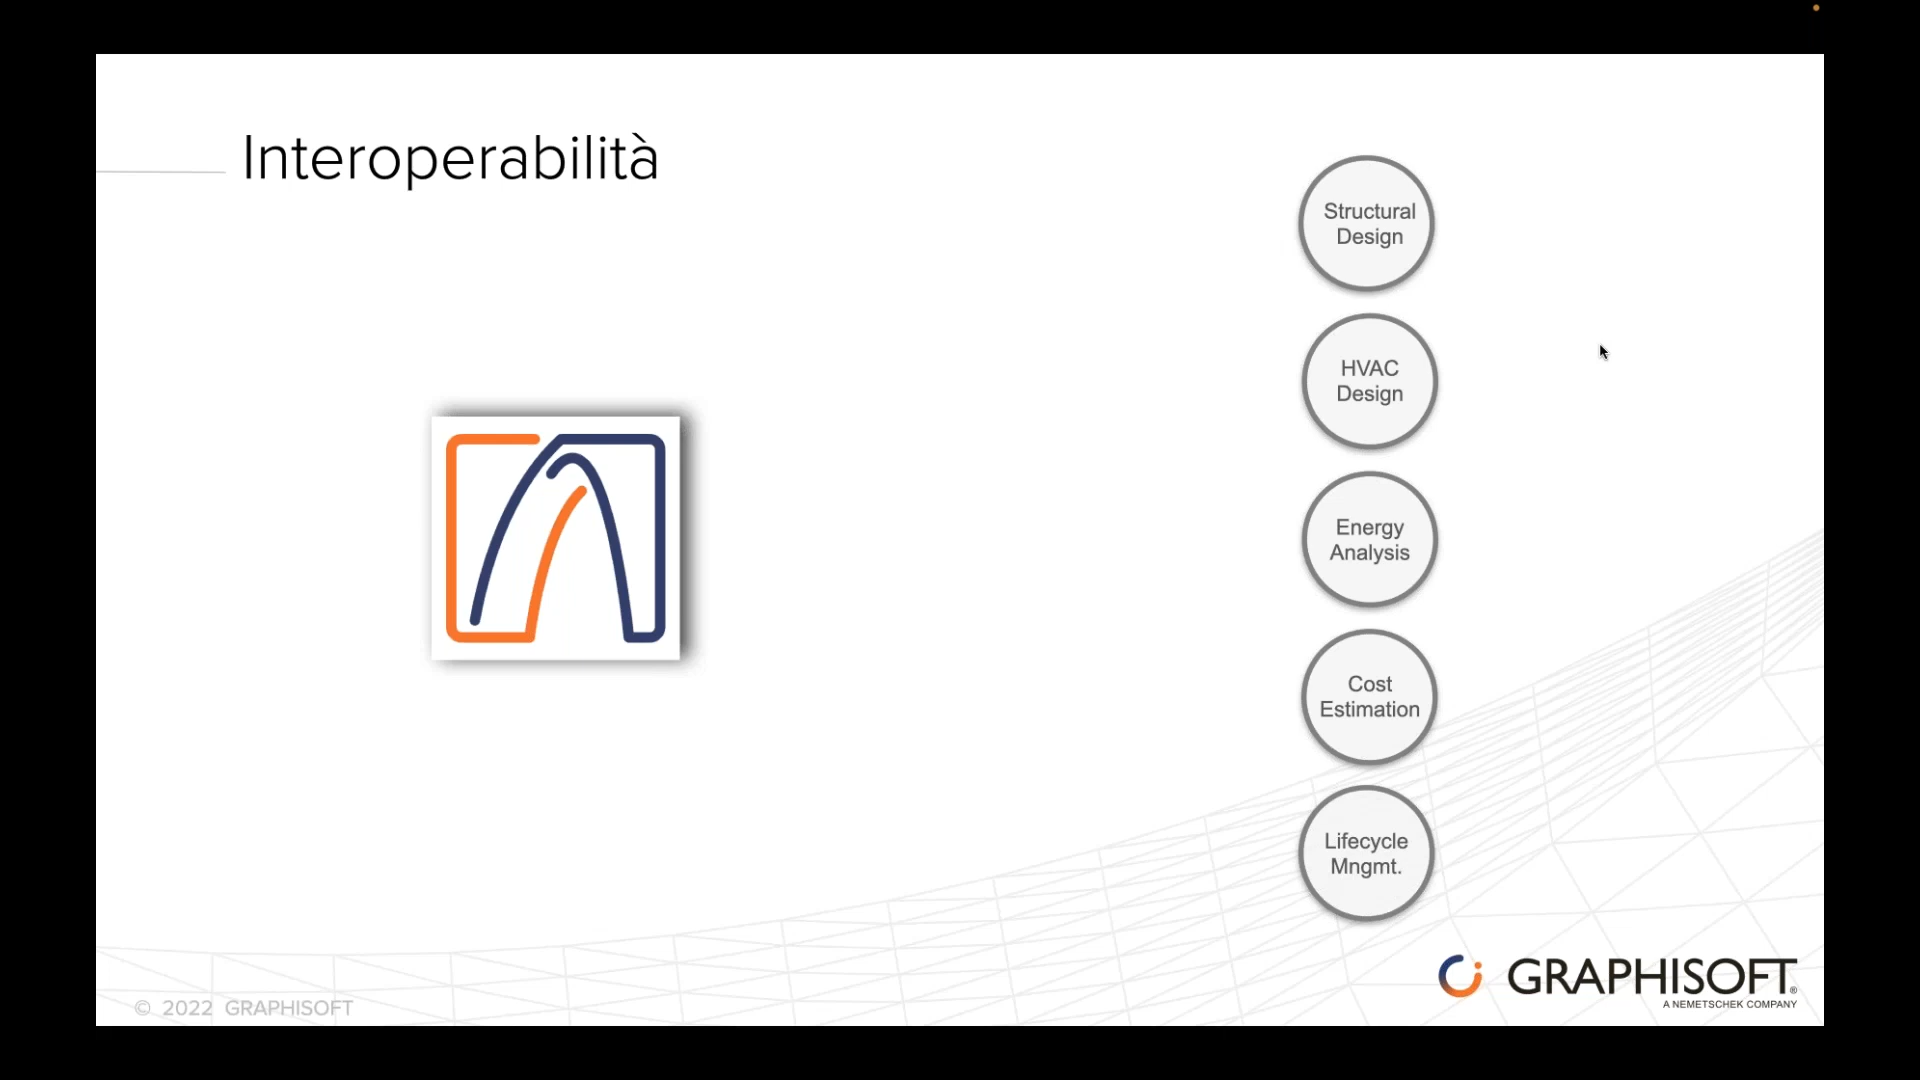 Interoperabilità
Structural
Design
HVAC
Design
Energy
Analysis
Cost
Estimation
Lifecycle
Mngmt.
GRAPHISOFT®
A NEMETSCHEK COMPANY
© 2022 GRAPHISOFT